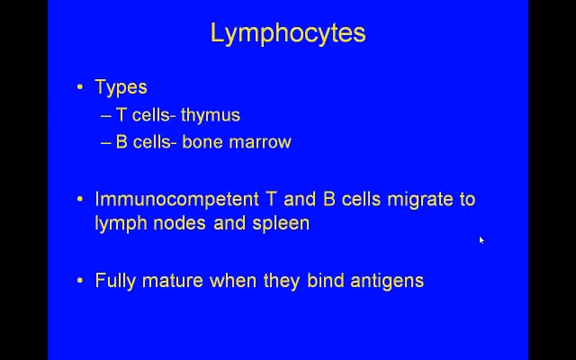 Lymphocytes
• Types
– T cells- thymus
– B cells- bone marrow
• Immunocompetent T and B cells migrate to
lymph nodes and spleen
• Fully mature when they bind antigens